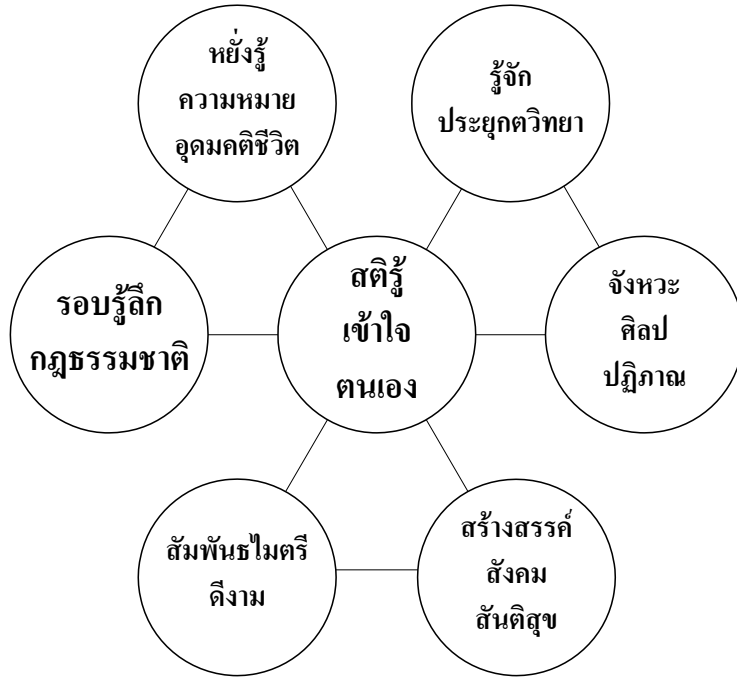 หยั่งรู้
ความหมาย
อุดมคติชีวิต
รู้จัก
ประยุกตวิทยา
รอบรู้ลึก
กฎธรรมชาติ
สติรู้
เข้าใจ
ตนเอง
จังหวะ
ศิลป
ปฏิภาณ
สัมพันธไมตรี
ดีงาม
สร้างสรรค์
สังคม
สันติสุข